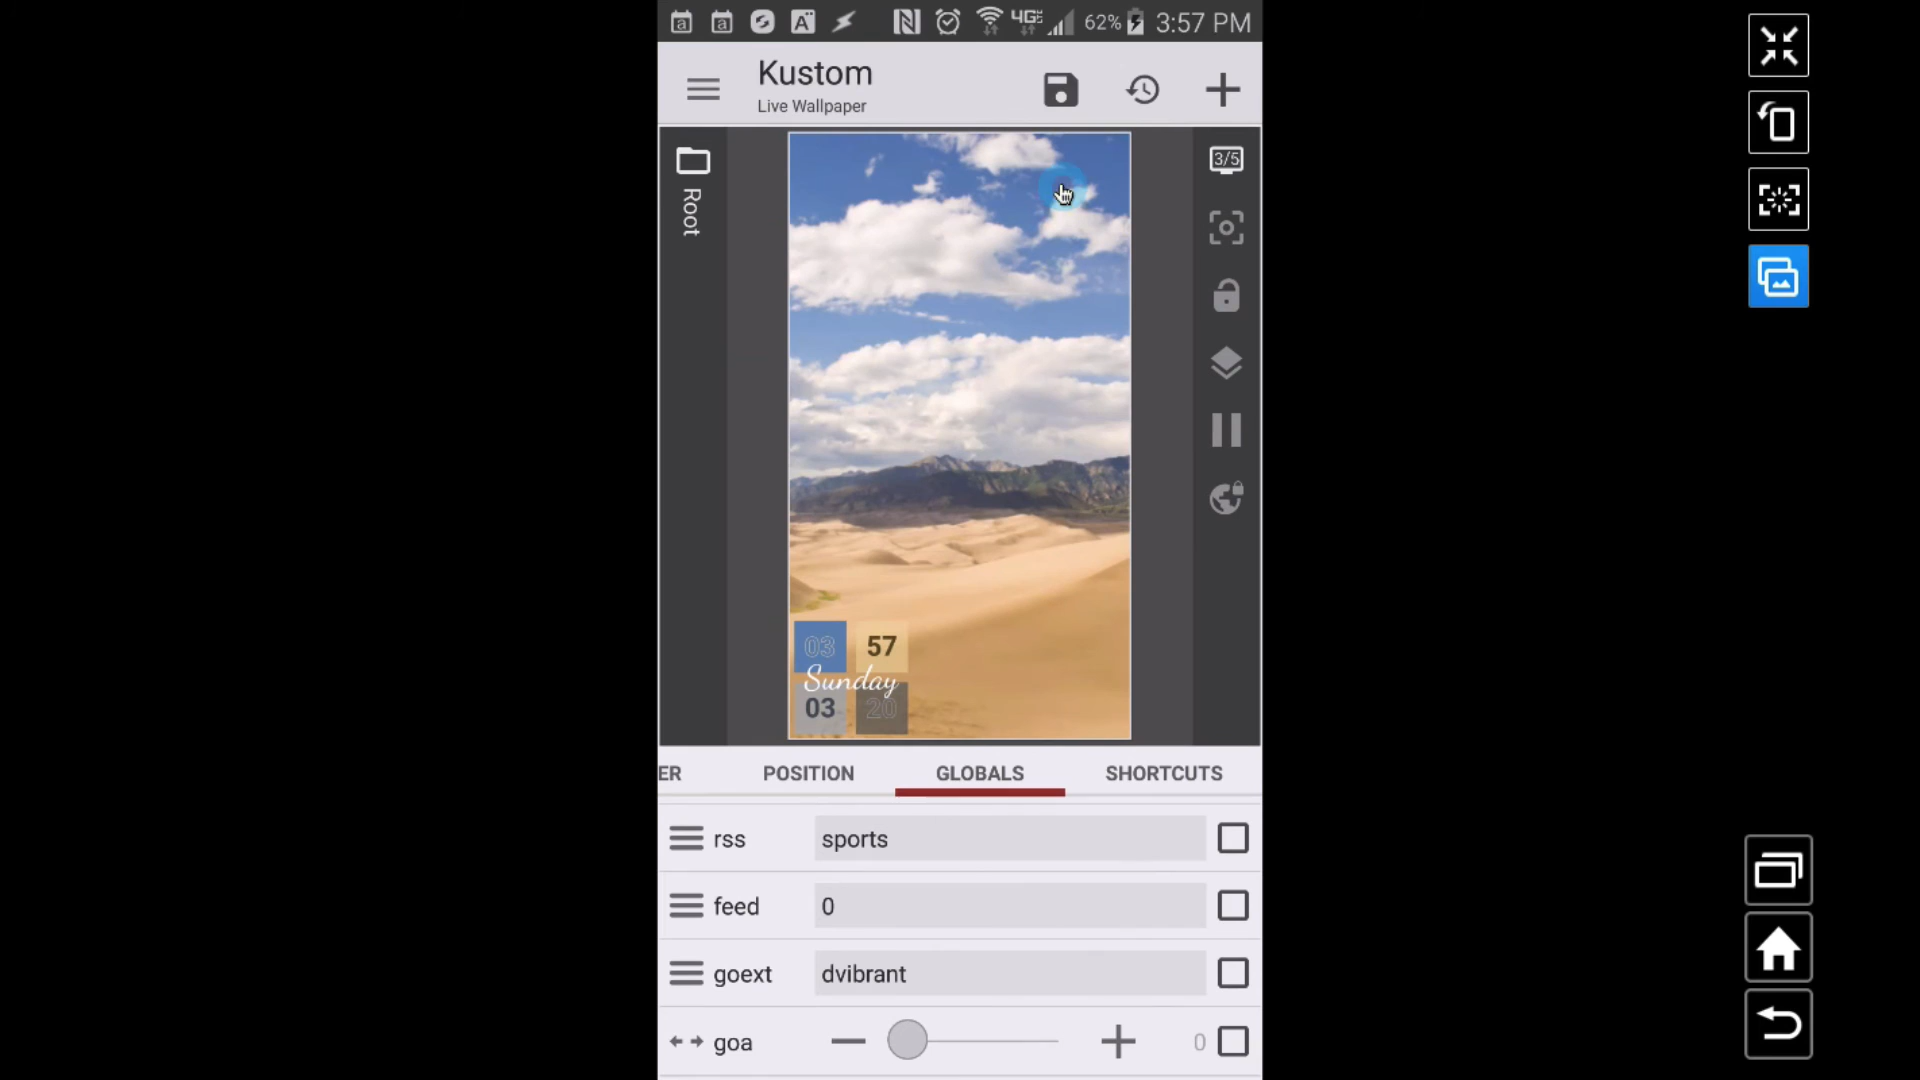 62% 3:57 PM
Kustom
Live Wallpaper
Root
3/5
03 57
Sunday
03 20
ER POSITION GLOBALS SHORTCUTS
rss sports
feed 0
goext dvibrant
goa 0